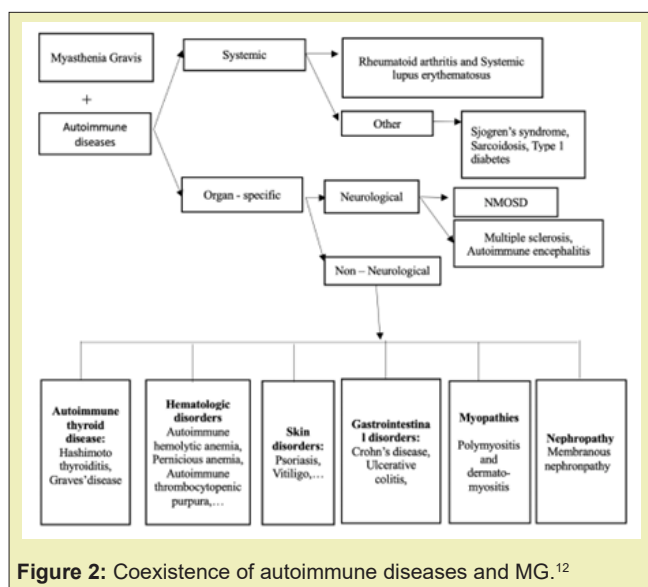 Myasthenia Gravis
+
Autoimmune
diseases
Systemic
Rheumatoid arthritis and Systemic
lupus erythematosus
Other
Sjogren's syndrome,
Sarcoidosis, Type 1
diabetes
Organ - specific
Neurological
NMOSD
Multiple sclerosis,
Autoimmune encephalitis
Non – Neurological
Autoimmune
thyroid
disease:
Hashimoto
thyroiditis,
Graves'disease
Hematologic
disorders
Autoimmune
hemolytic anemia,
Pernicious anemia,
Autoimmune
thrombocytopenic
purpura,…
Skin
disorders:
Psoriasis,
Vitiligo,…
Gastrointestina
l disorders:
Crohn's disease,
Ulcerative
colitis,
Myopathies
Polymyositis
and
dermato-
myositis
Nephropathy
Membranous
nephronpathy
Figure 2: Coexistence of autoimmune diseases and MG.12